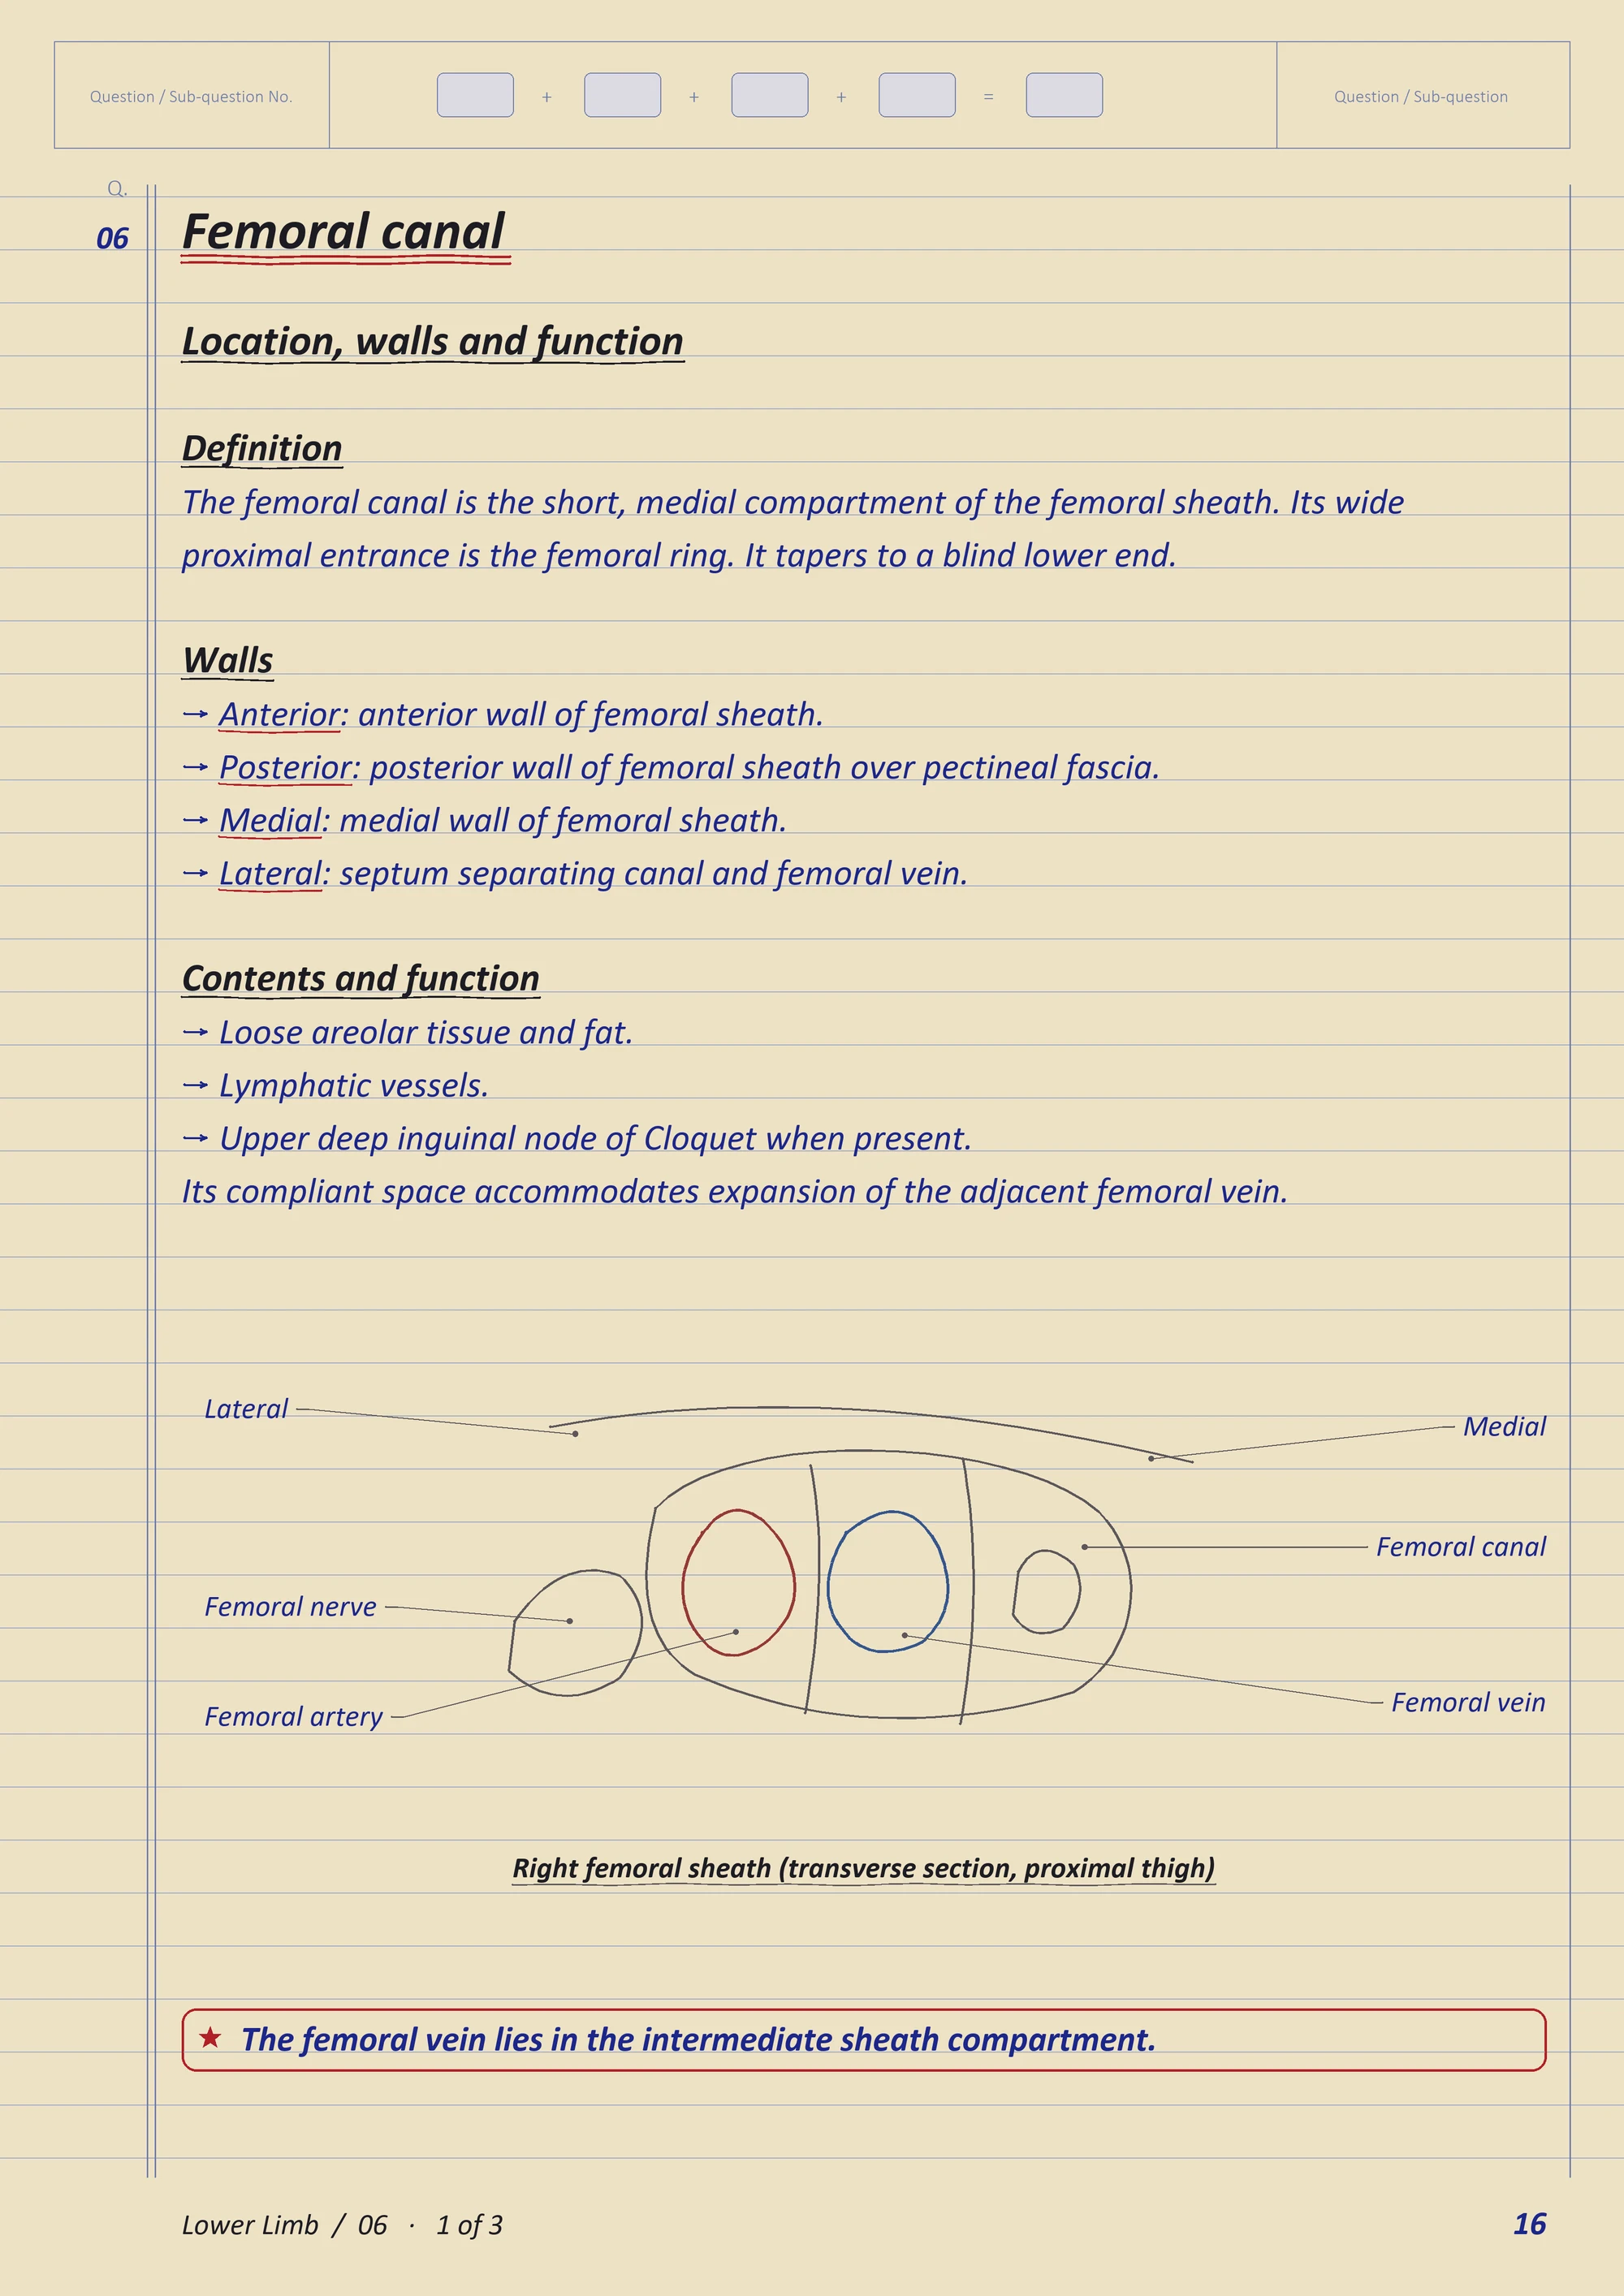 Question / Sub-question No.
+ + + =
Question / Sub-question
Q.
06
Femoral canal
Location, walls and function
Definition
The femoral canal is the short, medial compartment of the femoral sheath. Its wide
proximal entrance is the femoral ring. It tapers to a blind lower end.
Walls
→ Anterior: anterior wall of femoral sheath.
→ Posterior: posterior wall of femoral sheath over pectineal fascia.
→ Medial: medial wall of femoral sheath.
→ Lateral: septum separating canal and femoral vein.
Contents and function
→ Loose areolar tissue and fat.
→ Lymphatic vessels.
→ Upper deep inguinal node of Cloquet when present.
Its compliant space accommodates expansion of the adjacent femoral vein.
Lateral
Medial
Femoral canal
Femoral nerve
Femoral artery
Femoral vein
Right femoral sheath (transverse section, proximal thigh)
★ The femoral vein lies in the intermediate sheath compartment.
Lower Limb / 06 · 1 of 3
16